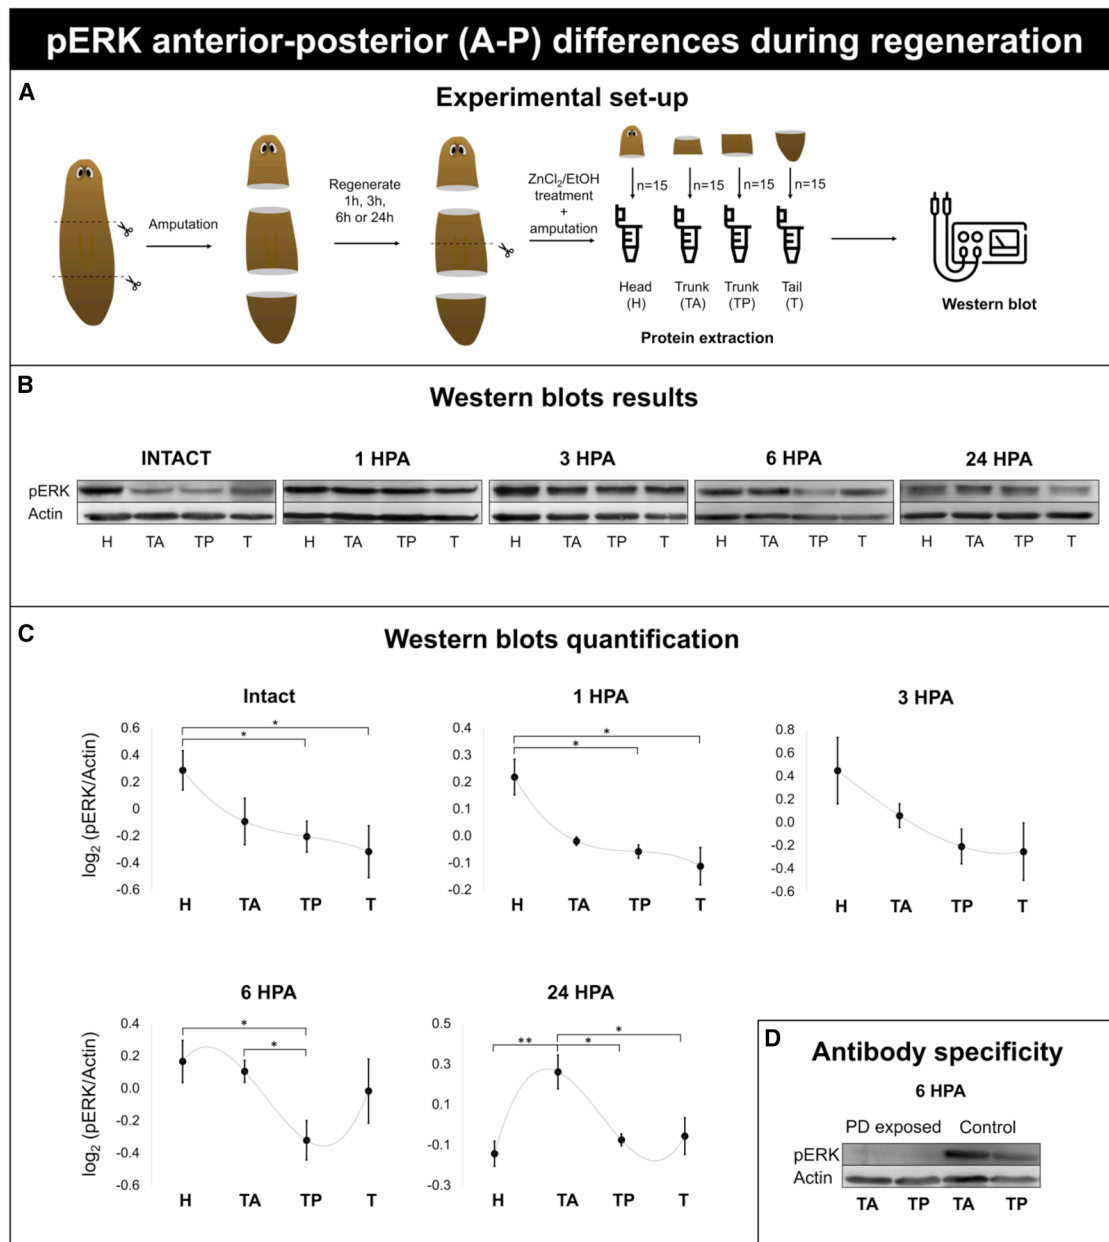 pERK anterior-posterior (A-P) differences during regeneration
A
Experimental set-up
Amputation
Regenerate
1h, 3h,
6h or 24h
ZnCl2/EtOH
treatment
+
amputation
n=15 n=15 n=15 n=15
Head Trunk Trunk Tail
(H) (TA) (TP) (T)
Protein extraction
Western blot
B
Western blots results
INTACT 1 HPA 3 HPA 6 HPA 24 HPA
pERK
Actin
H TA TP T H TA TP T H TA TP T H TA TP T H TA TP T
C
Western blots quantification
Intact
log2 (pERK/Actin)
0.6
0.4
0.2
0
-0.2
-0.4
-0.6
*
*
H TA TP T
1 HPA
0.4
0.3
0.2
0.1
0.0
-0.1
-0.2
*
*
H TA TP T
3 HPA
0.8
0.6
0.4
0.2
0.0
-0.2
-0.4
-0.6
H TA TP T
6 HPA
log2 (pERK/Actin)
0.4
0.2
0.0
-0.2
-0.4
-0.6
*
*
H TA TP T
24 HPA
0.5
0.3
0.1
-0.1
-0.3
*
** *
H TA TP T
D
Antibody specificity
6 HPA
PD exposed Control
pERK
Actin
TA TP TA TP